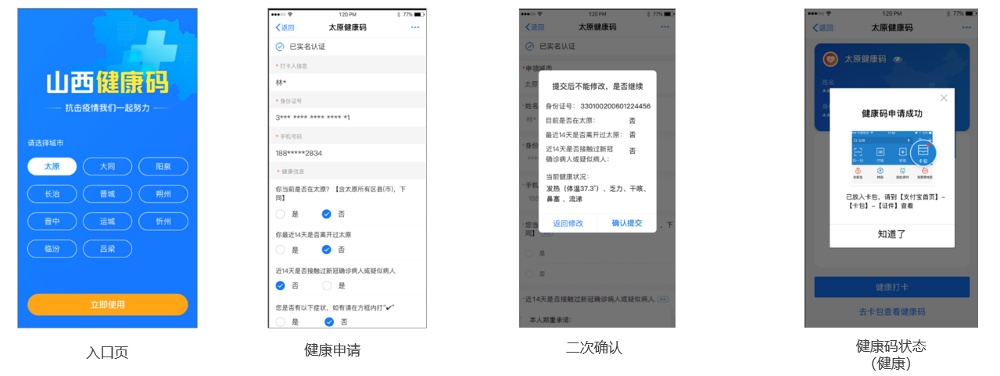 山西健康码
抗击疫情我们一起努力
请选择城市
太原 大同 阳泉
长治 晋城 朔州
晋中 运城 忻州
临汾 吕梁
立即使用
入口页
1:20 PM 77%
返回 太原健康码
已实名认证
* 打卡人信息
林*
* 身份证号
3*** **** **** **** *1
* 手机号码
188*****2834
* 健康信息
你当前是否在太原？【含太原所有区县(市)，下
同】
是 否
你最近14天是否离开过太原
是 否
近14天是否接触过新冠确诊病人或疑似病人
否 是
您是否有以下症状，如有请在方框内打"✔"
是 否
健康申请
1:20 PM 77%
返回 太原健康码
已实名认证
*申领城市
太原
*姓名
林*
*身份
***
*手机
188
提交后不能修改，是否继续
身份证号： 330100200601224456
目前是否在太原： 否
最近14天是否离开过太原： 否
近14天是否接触过新冠
确诊病人或疑似病人： 否
当前健康状况：
发热（体温37.3°）、乏力、干咳、
鼻塞 、流涕
返回修改 确认提交
*您当
，下
同】
是
否
*近14天是否接触过新冠确诊病人或疑似病人
本人郑重承诺：
二次确认
1:20 PM 77%
返回 太原健康码
太原健康码
姓名
健康码申请成功
扫一扫 付钱 收钱 卡包
已放入卡包，请到【支付宝首页】-
【卡包】-【证件】查看
知道了
健康打卡
去卡包查看健康码
健康码状态
（健康）